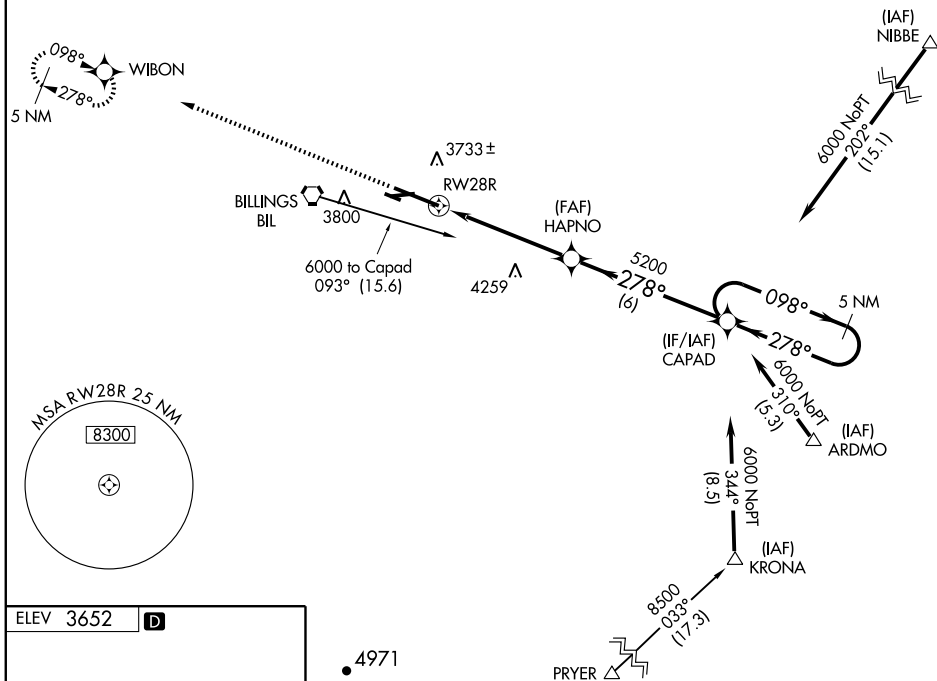 (IAF)
NIBBE
6000 NoPT
202°
(15.1)
098°
278°
5 NM
WIBON
3733 ±
RW28R
BILLINGS
BIL
3800
6000 to Capad
093° (15.6)
(FAF)
HAPNO
4259
5200
278°
(6)
098°
5 NM
278°
(IF/IAF)
CAPAD
6000 NoPT
310°
(5.3)
(IAF)
ARDMO
MSA RW28R 25 NM
8300
6000 NoPT
344°
(8.5)
(IAF)
KRONA
8500
033°
(17.3)
PRYER
ELEV 3652 D
4971